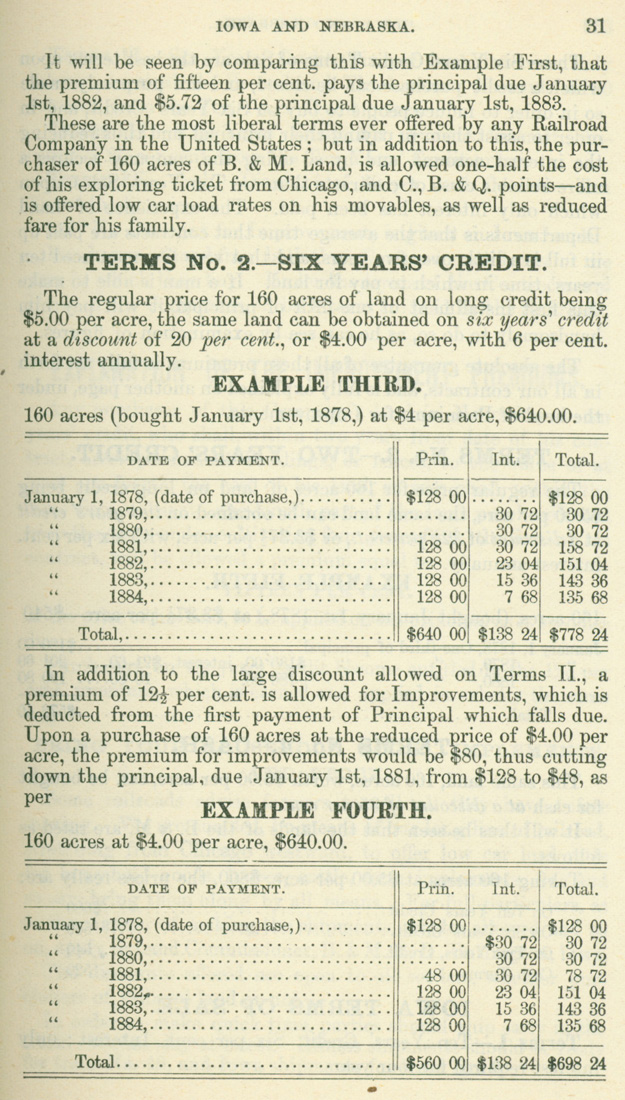 IOWA AND NEBRASKA. 31
It will be seen by comparing this with Example First, that
the premium of fifteen per cent. pays the principal due January
1st, 1882, and $5.72 of the principal due January 1st, 1883.
These are the most liberal terms ever offered by any Railroad
Company in the United States; but in addition to this, the pur-
chaser of 160 acres of B. & M. Land, is allowed one-half the cost
of his exploring ticket from Chicago, and C., B. & Q. points—and
is offered low car load rates on his movables, as well as reduced
fare for his family.
TERMS No. 2.—SIX YEARS' CREDIT.
The regular price for 160 acres of land on long credit being
$5.00 per acre, the same land can be obtained on six years' credit
at a discount of 20 per cent., or $4.00 per acre, with 6 per cent.
interest annually.
EXAMPLE THIRD.
160 acres (bought January 1st, 1878,) at $4 per acre, $640.00.
DATE OF PAYMENT. Prin. Int. Total.
January 1, 1878, (date of purchase,)........... $128 00 ........ $128 00
“ 1879,.............................. ........ 30 72 30 72
“ 1880,.............................. ........ 30 72 30 72
“ 1881,.............................. 128 00 30 72 158 72
“ 1882,.............................. 128 00 23 04 151 04
“ 1883,.............................. 128 00 15 36 143 36
“ 1884,.............................. 128 00 7 68 135 68
Total,................................. $640 00 $138 24 $778 24
In addition to the large discount allowed on Terms II., a
premium of 12½ per cent. is allowed for Improvements, which is
deducted from the first payment of Principal which falls due.
Upon a purchase of 160 acres at the reduced price of $4.00 per
acre, the premium for improvements would be $80, thus cutting
down the principal, due January 1st, 1881, from $128 to $48, as
per
EXAMPLE FOURTH.
160 acres at $4.00 per acre, $640.00.
DATE OF PAYMENT. Prin. Int. Total.
January 1, 1878, (date of purchase,)........... $128 00 ........ $128 00
“ 1879,.............................. ........ $30 72 30 72
“ 1880,.............................. ........ 30 72 30 72
“ 1881,.............................. 48 00 30 72 78 72
“ 1882,.............................. 128 00 23 04 151 04
“ 1883,.............................. 128 00 15 36 143 36
“ 1884,.............................. 128 00 7 68 135 68
Total.................................. $560 00 $138 24 $698 24